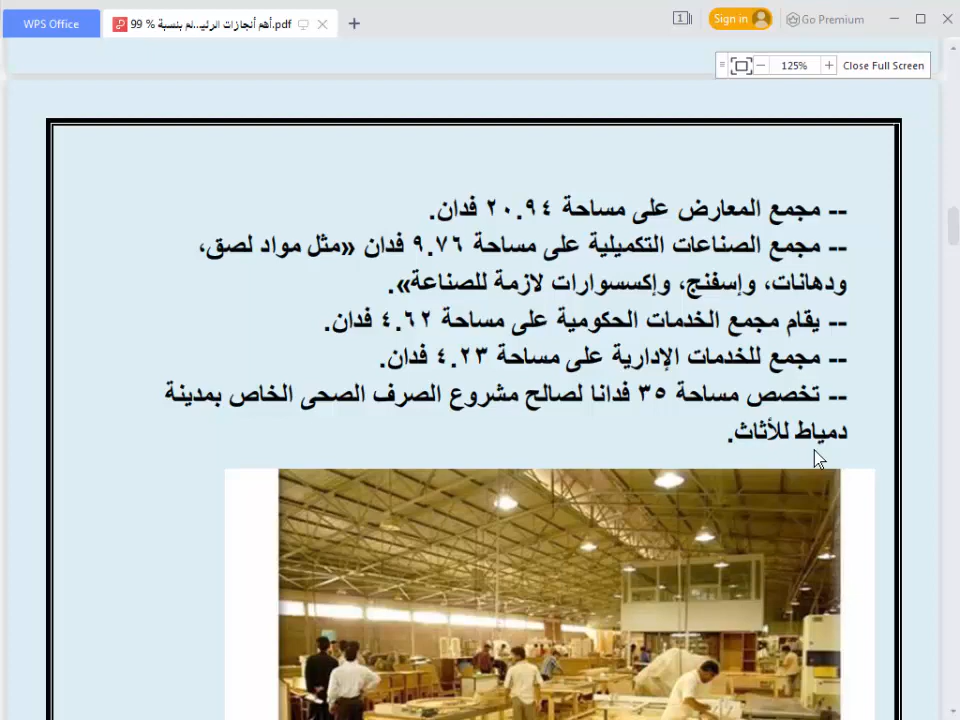 WPS Office
أهم أنجازات الرئيـ...لم بنسبة % 99.pdf
1
Sign in
Go Premium
125%
Close Full Screen
-- مجمع المعارض على مساحة ٢٠.٩٤ فدان.
-- مجمع الصناعات التكميلية على مساحة ٩.٧٦ فدان «مثل مواد لصق،
ودهانات، وإسفنج، وإكسسوارات لازمة للصناعة».
-- يقام مجمع الخدمات الحكومية على مساحة ٤.٦٢ فدان.
-- مجمع للخدمات الإدارية على مساحة ٤.٢٣ فدان.
-- تخصص مساحة ٣٥ فدانا لصالح مشروع الصرف الصحى الخاص بمدينة
دمياط للأثاث.